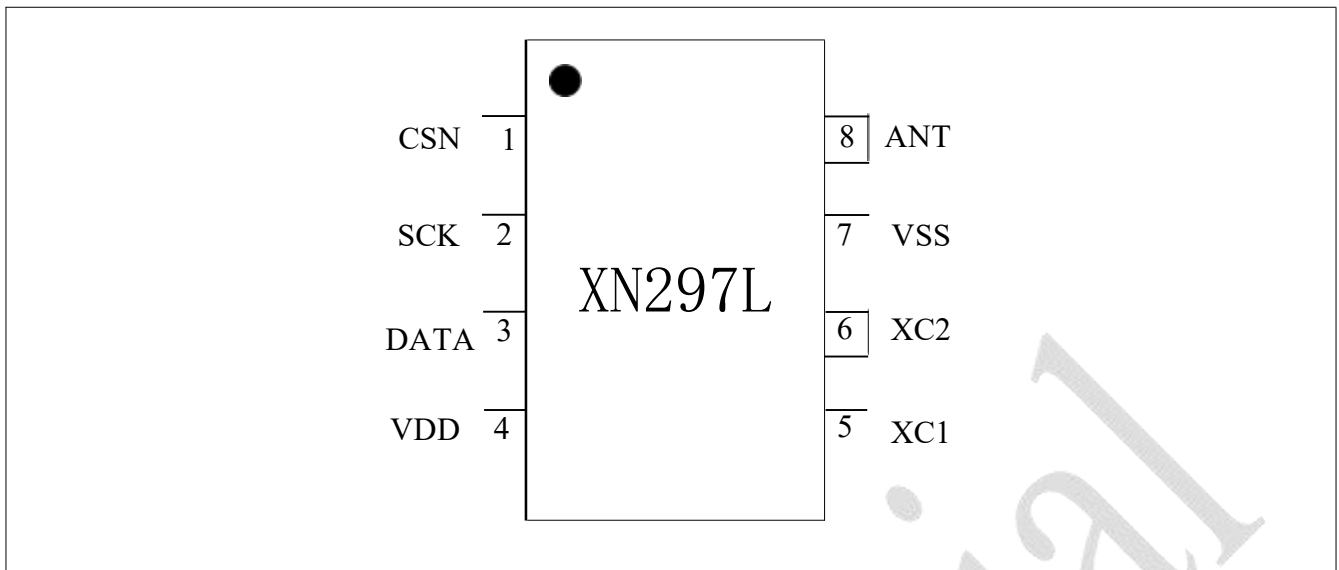 CSN 1 8 ANT
SCK 2 7 VSS
XN297L
DATA 3 6 XC2
VDD 4 5 XC1